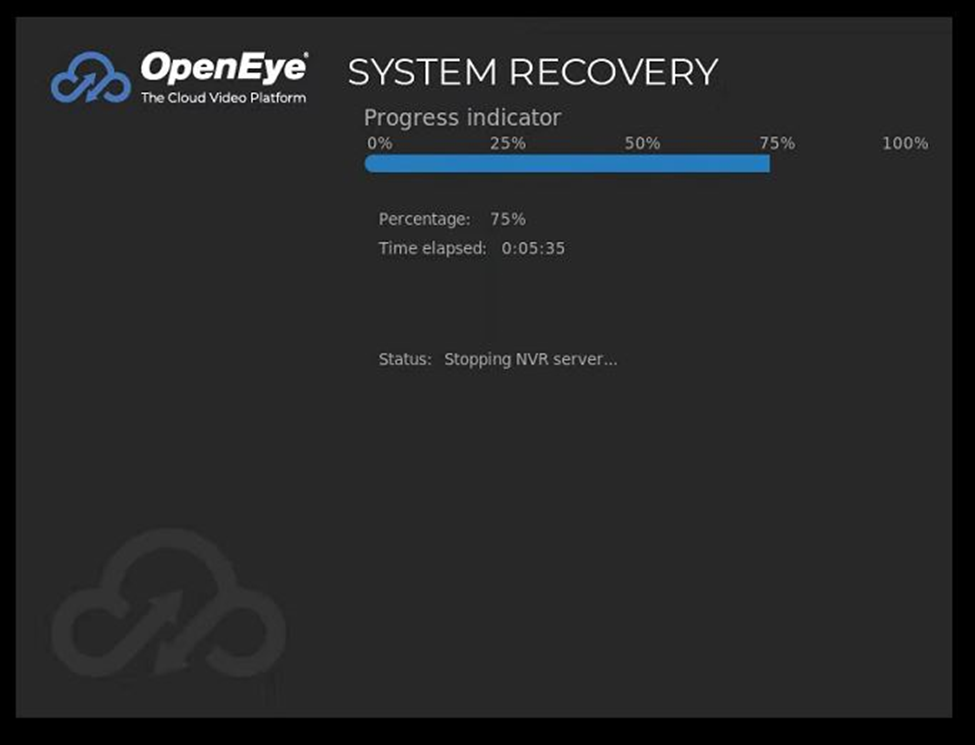 OpenEye®
The Cloud Video Platform
SYSTEM RECOVERY
Progress indicator
0% 25% 50% 75% 100%
Percentage: 75%
Time elapsed: 0:05:35
Status: Stopping NVR server...